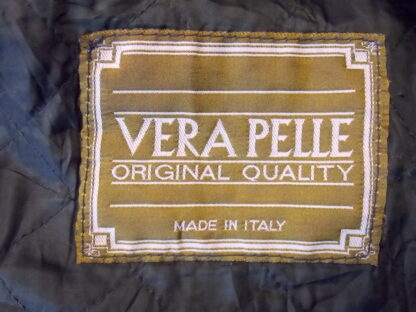 VERA PELLE
ORIGINAL QUALITY
MADE IN ITALY